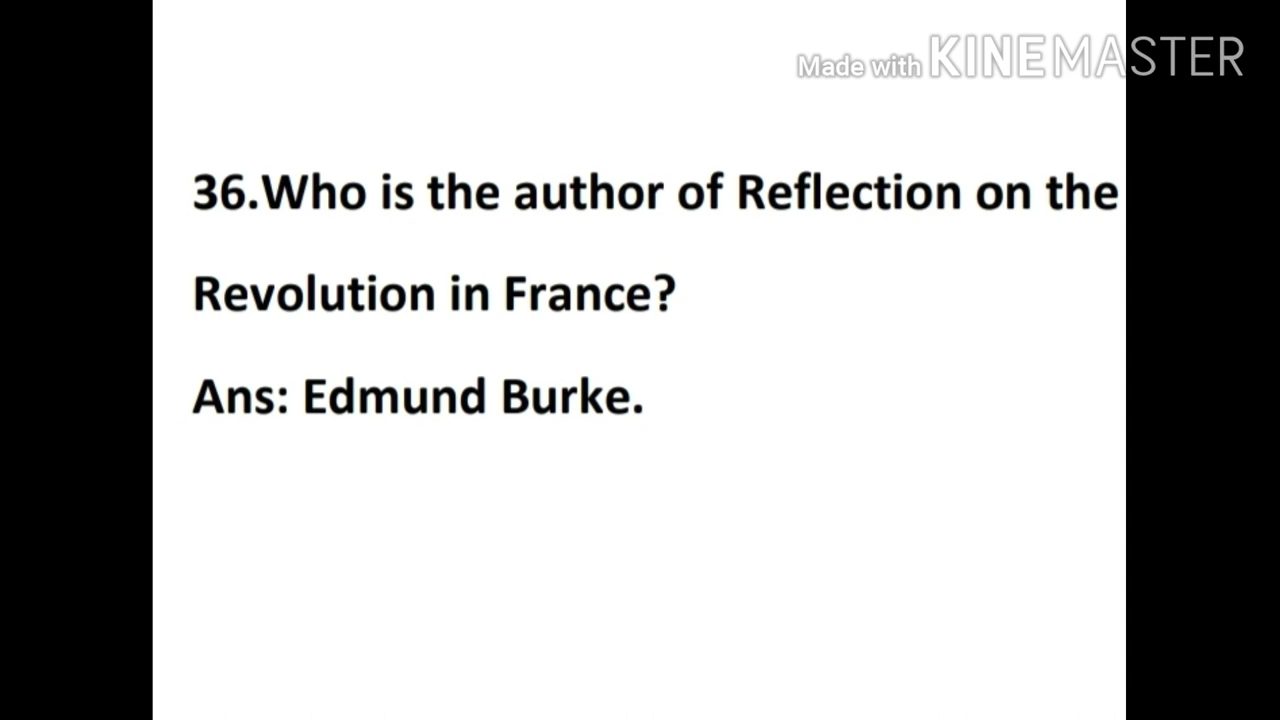 Made with KINEMASTER
36.Who is the author of Reflection on the
Revolution in France?
Ans: Edmund Burke.